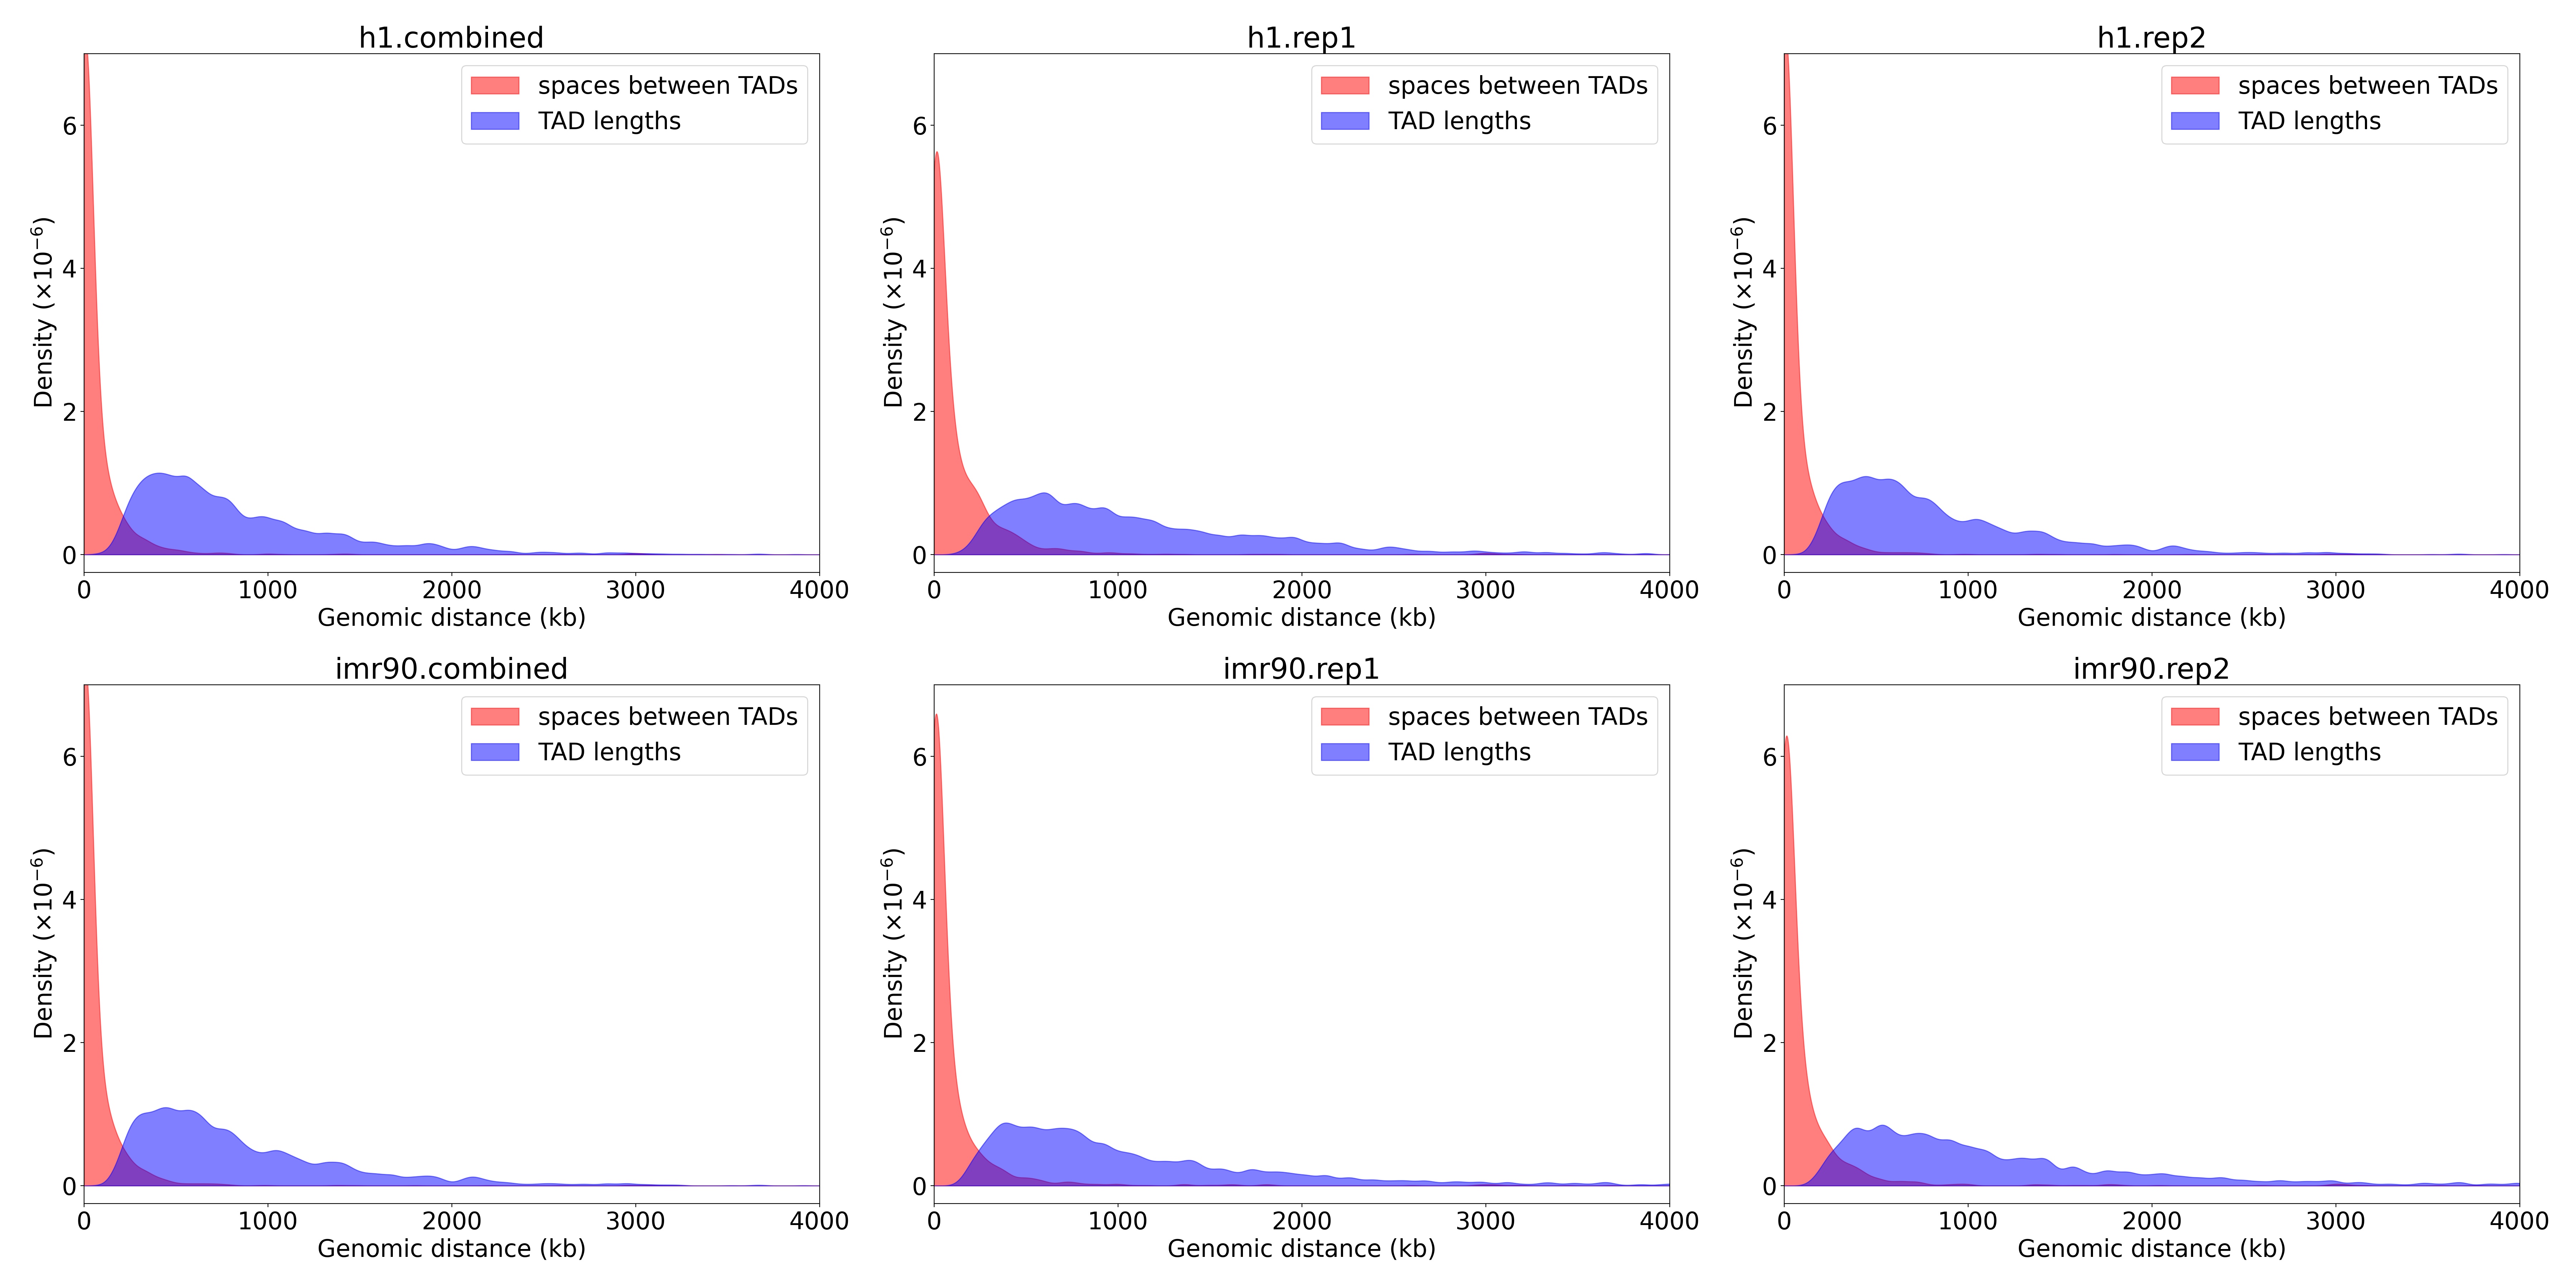 h1.combined
spaces between TADs
TAD lengths
Density (×10⁻⁶)
6
4
2
0
0 1000 2000 3000 4000
Genomic distance (kb)
h1.rep1
spaces between TADs
TAD lengths
Density (×10⁻⁶)
6
4
2
0
0 1000 2000 3000 4000
Genomic distance (kb)
h1.rep2
spaces between TADs
TAD lengths
Density (×10⁻⁶)
6
4
2
0
0 1000 2000 3000 4000
Genomic distance (kb)
imr90.combined
spaces between TADs
TAD lengths
Density (×10⁻⁶)
6
4
2
0
0 1000 2000 3000 4000
Genomic distance (kb)
imr90.rep1
spaces between TADs
TAD lengths
Density (×10⁻⁶)
6
4
2
0
0 1000 2000 3000 4000
Genomic distance (kb)
imr90.rep2
spaces between TADs
TAD lengths
Density (×10⁻⁶)
6
4
2
0
0 1000 2000 3000 4000
Genomic distance (kb)